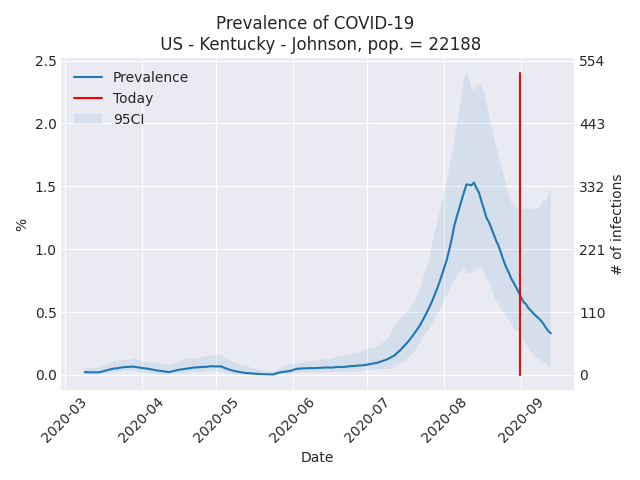 Prevalence of COVID-19
US - Kentucky - Johnson, pop. = 22188
Prevalence
Today
95CI
2.5
2.0
1.5
1.0
0.5
0.0
%
554
443
332
221
110
0
# of infections
2020-03
2020-04
2020-05
2020-06
2020-07
2020-08
2020-09
Date